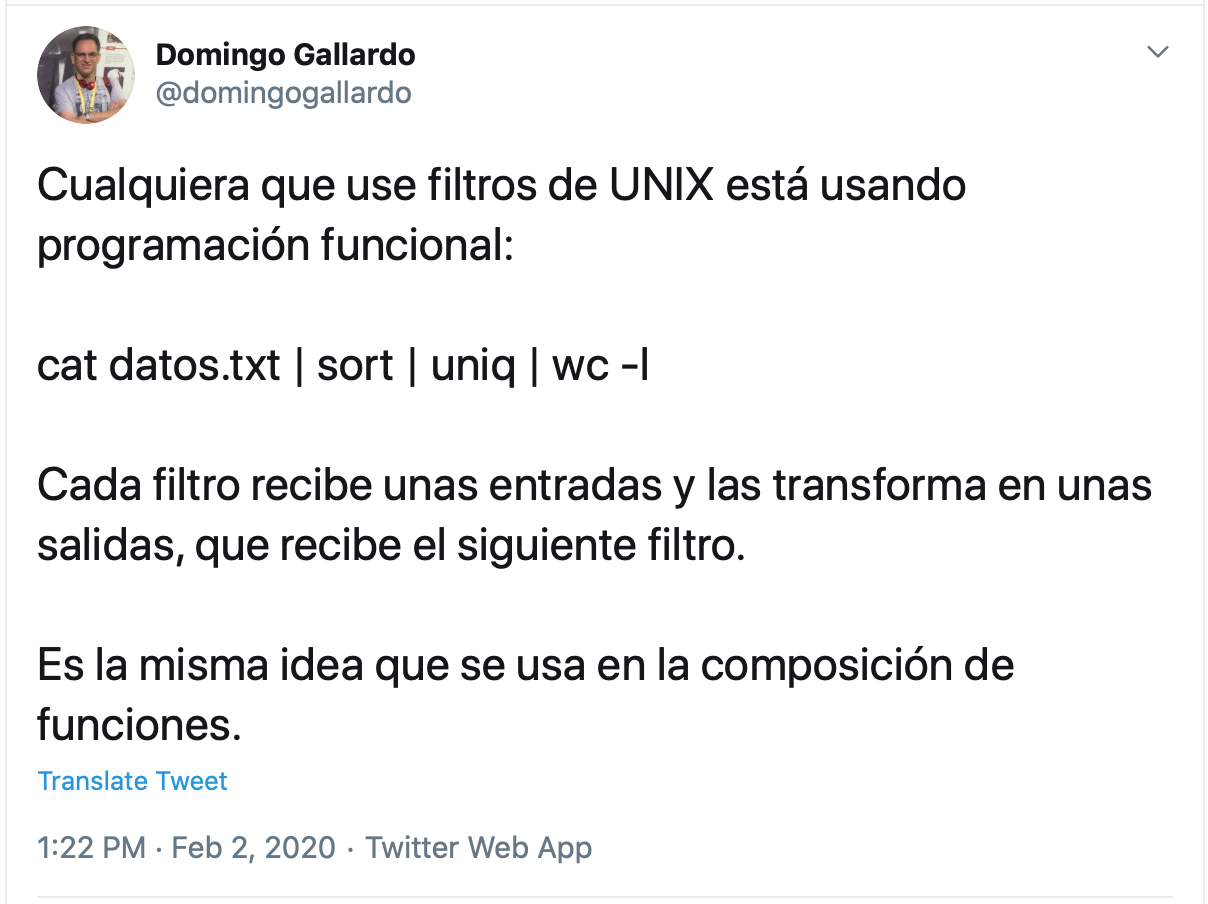 Domingo Gallardo
@domingogallardo
Cualquiera que use filtros de UNIX está usando
programación funcional:
cat datos.txt | sort | uniq | wc -l
Cada filtro recibe unas entradas y las transforma en unas
salidas, que recibe el siguiente filtro.
Es la misma idea que se usa en la composición de
funciones.
Translate Tweet
1:22 PM · Feb 2, 2020 · Twitter Web App